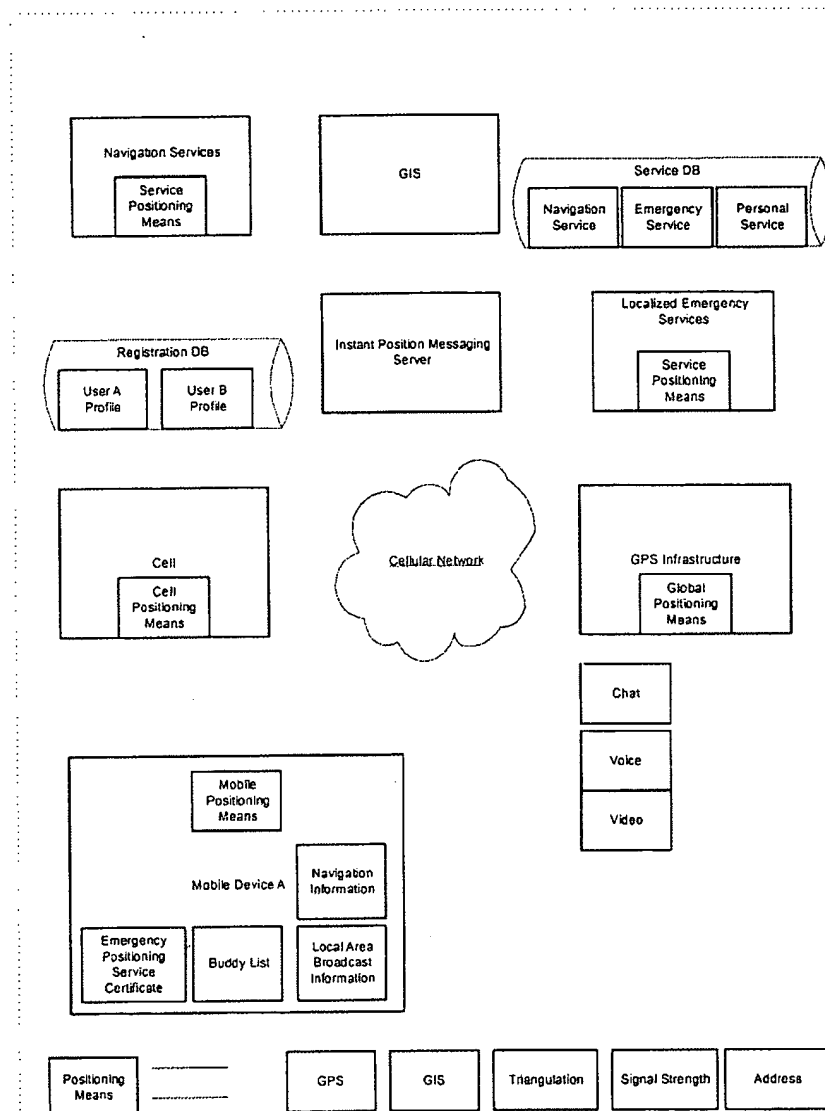 Navigation Services
Service
Positioning
Means
GIS
Service DB
Navigation
Service
Emergency
Service
Personal
Service
Registration DB
User A
Profile
User B
Profile
Instant Position Messaging
Server
Localized Emergency
Services
Service
Positioning
Means
Cell
Cell
Positioning
Means
Cellular Network
GPS Infrastructure
Global
Positioning
Means
Chat
Voice
Video
Mobile
Positioning
Means
Mobile Device A
Navigation
Information
Emergency
Positioning
Service
Certificate
Buddy List
Local Area
Broadcast
Information
Positioning
Means
GPS
GIS
Triangulation
Signal Strength
Address